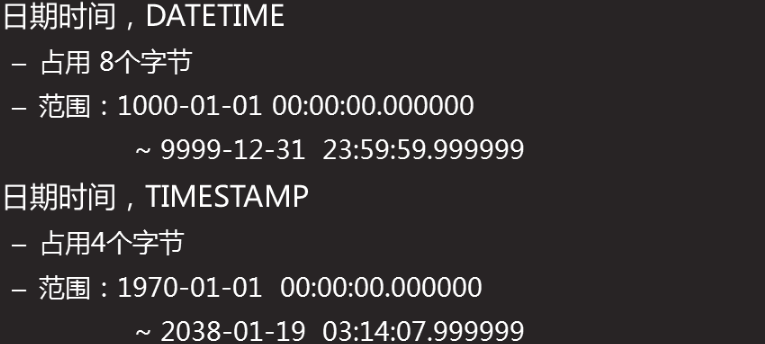 日期时间，DATETIME
– 占用 8个字节
– 范围：1000-01-01 00:00:00.000000
~ 9999-12-31 23:59:59.999999
日期时间，TIMESTAMP
– 占用4个字节
– 范围：1970-01-01 00:00:00.000000
~ 2038-01-19 03:14:07.999999